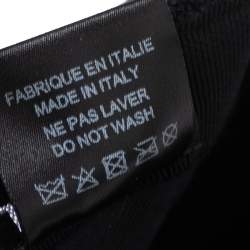 FABRIQUE EN ITALIE
MADE IN ITALY
NE PAS LAVER
DO NOT WASH